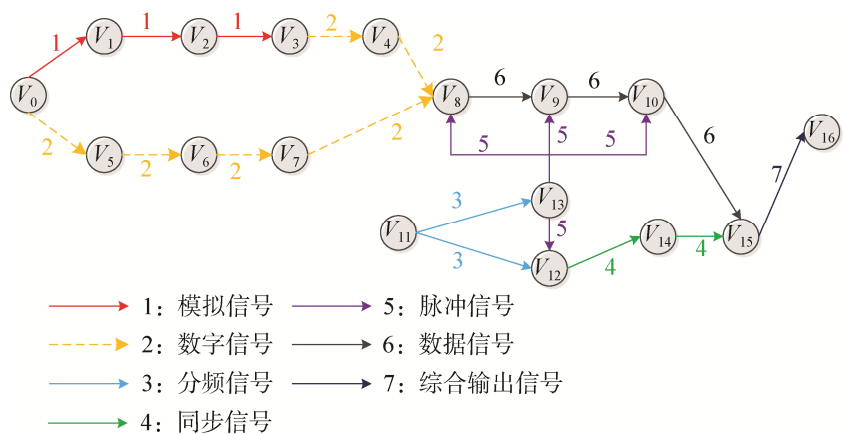 1 1 2
V1 V2 V3 V4 2
1
V0
6 6
V8 V9 V10
2 2 5 5 5 6
V5 V6 V7 V16
2 2
7
3 V13
V11 5 V14 V15
3 V12 4 4
1：模拟信号 5：脉冲信号
2：数字信号 6：数据信号
3：分频信号 7：综合输出信号
4：同步信号